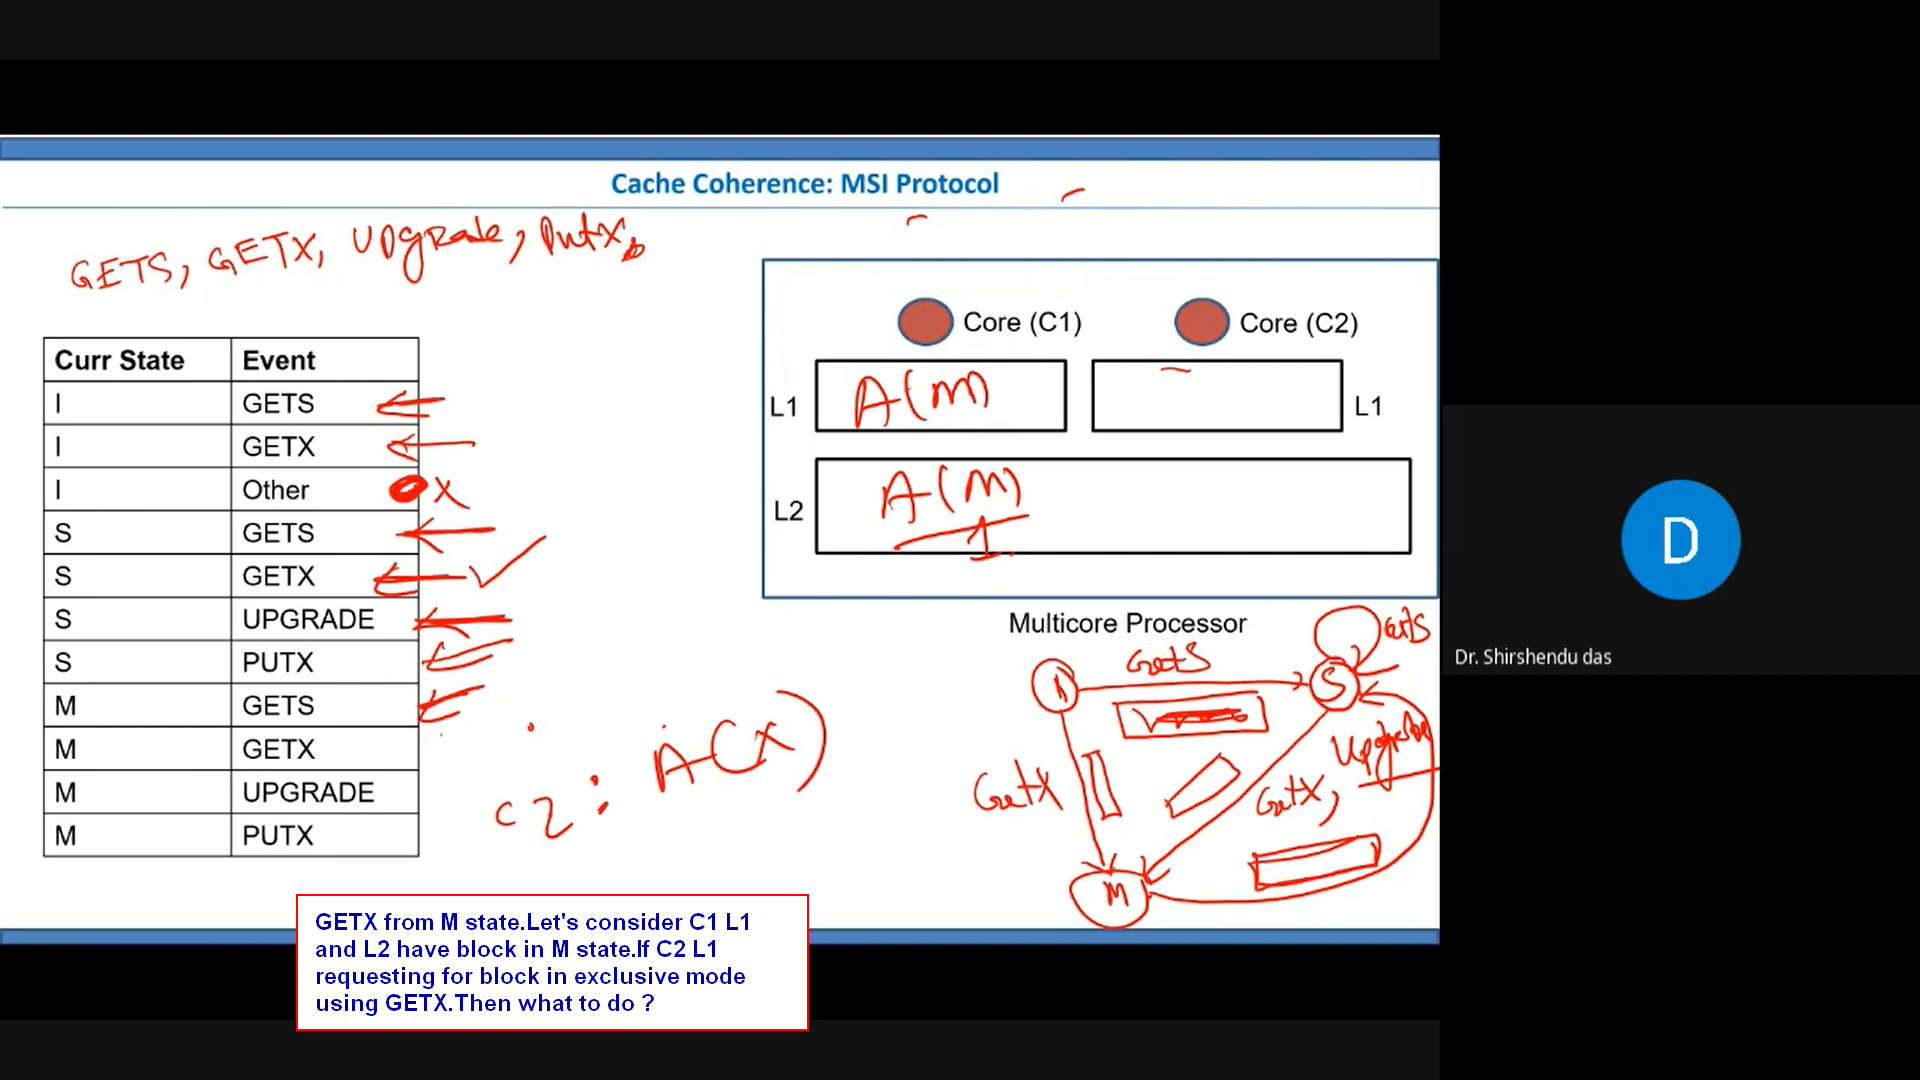 Cache Coherence: MSI Protocol
GETS, GETX, Upgrade, PutX
Curr State Event
I GETS
I GETX
I Other X
S GETS
S GETX
S UPGRADE
S PUTX
M GETS
M GETX
M UPGRADE
M PUTX
C2 : A(X)
Core (C1) Core (C2)
L1 A(M) L1
L2 A(M)
1
Multicore Processor
GetS GetS
I S
GetX GetX, Upgrade
M
GETX from M state.Let's consider C1 L1
and L2 have block in M state.If C2 L1
requesting for block in exclusive mode
using GETX.Then what to do ?
D
Dr. Shirshendu das